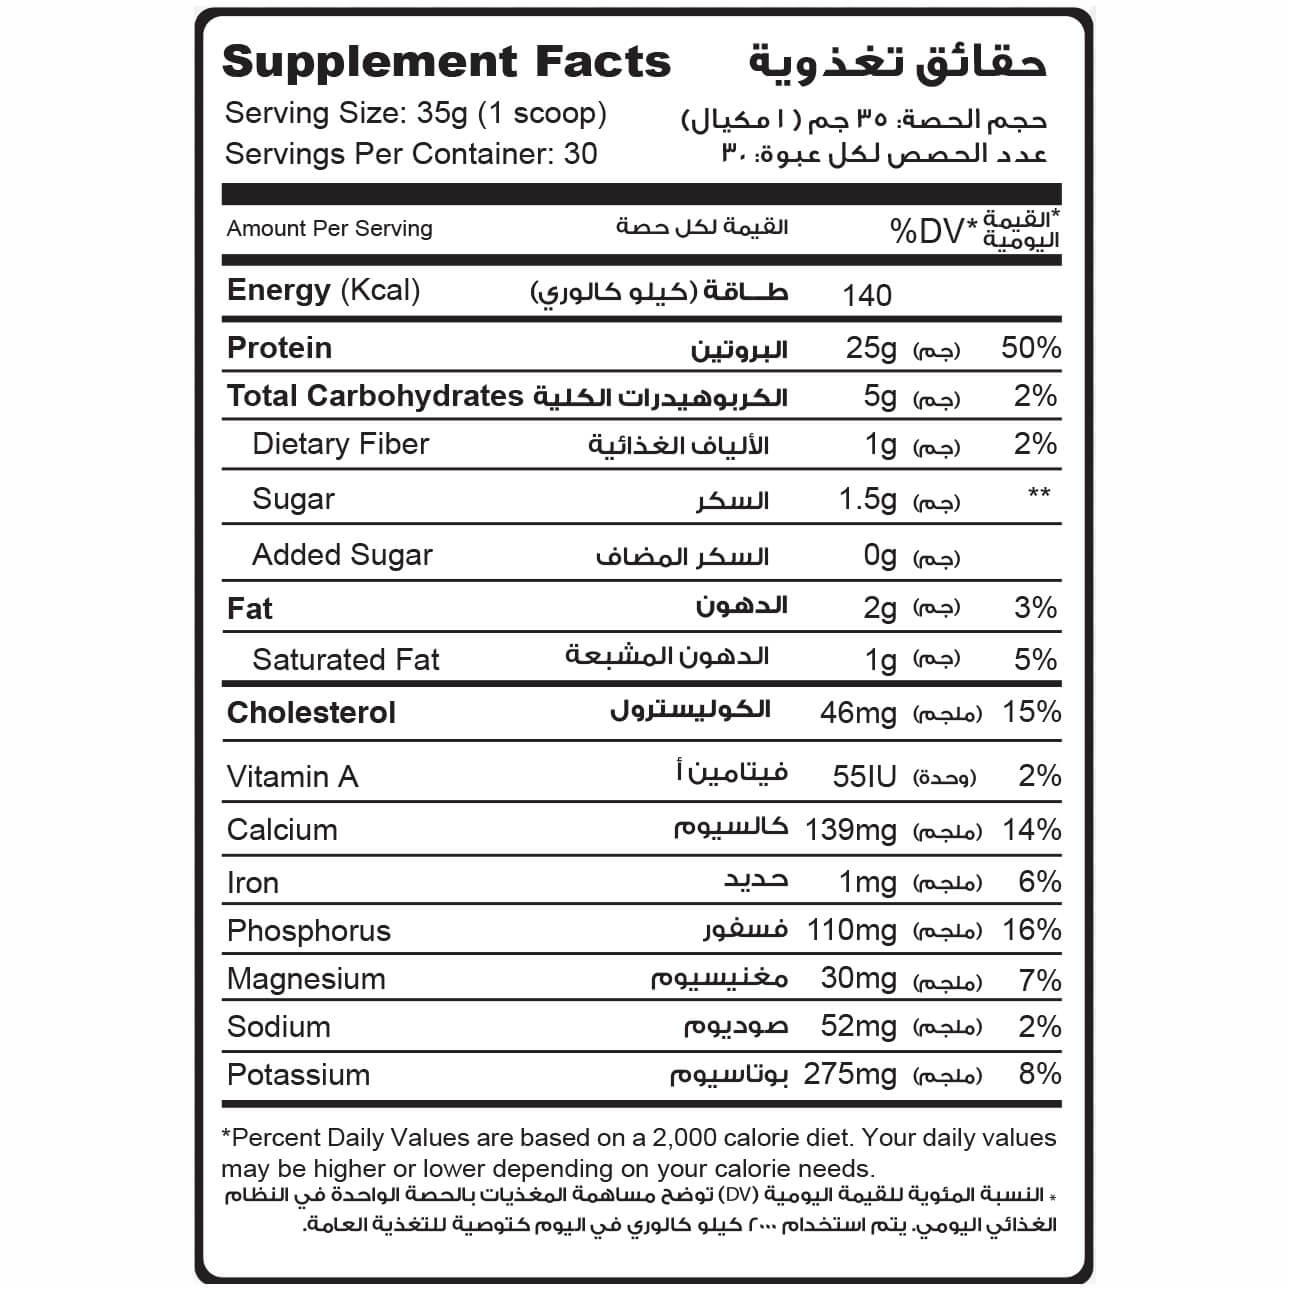 Supplement Facts حقائق تغذوية
Serving Size: 35g (1 scoop) حجم الحصة: ٣٥ جم (١ مكيال)
Servings Per Container: 30 عدد الحصص لكل عبوة: ٣٠
Amount Per Serving القيمة لكل حصة %DV* القيمة اليومية*
Energy (Kcal) طاقة (كيلو كالوري) 140
Protein البروتين 25g (جم) 50%
Total Carbohydrates الكربوهيدرات الكلية 5g (جم) 2%
Dietary Fiber الألياف الغذائية 1g (جم) 2%
Sugar السكر 1.5g (جم) **
Added Sugar السكر المضاف 0g (جم)
Fat الدهون 2g (جم) 3%
Saturated Fat الدهون المشبعة 1g (جم) 5%
Cholesterol الكوليسترول 46mg (ملجم) 15%
Vitamin A فيتامين أ 55IU (وحدة) 2%
Calcium كالسيوم 139mg (ملجم) 14%
Iron حديد 1mg (ملجم) 6%
Phosphorus فسفور 110mg (ملجم) 16%
Magnesium مغنيسيوم 30mg (ملجم) 7%
Sodium صوديوم 52mg (ملجم) 2%
Potassium بوتاسيوم 275mg (ملجم) 8%
*Percent Daily Values are based on a 2,000 calorie diet. Your daily values
may be higher or lower depending on your calorie needs.
* النسبة المئوية للقيمة اليومية (DV) توضح مساهمة المغذيات بالحصة الواحدة في النظام
الغذائي اليومي. يتم استخدام ٢٠٠٠ كيلو كالوري في اليوم كتوصية للتغذية العامة.